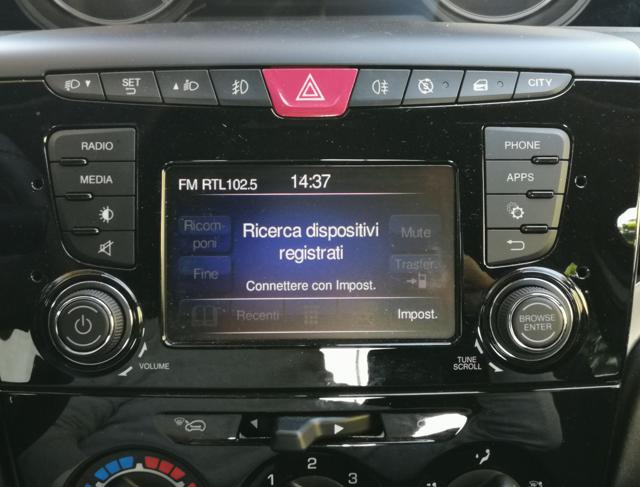 SET
CITY
RADIO
MEDIA
PHONE
APPS
FM RTL102.5 14:37
Ricom-
poni
Ricerca dispositivi
registrati
Mute
Fine
Trasfer.
Connettere con Impost.
Recenti
Impost.
VOLUME
BROWSE
ENTER
TUNE
SCROLL
1 2 3